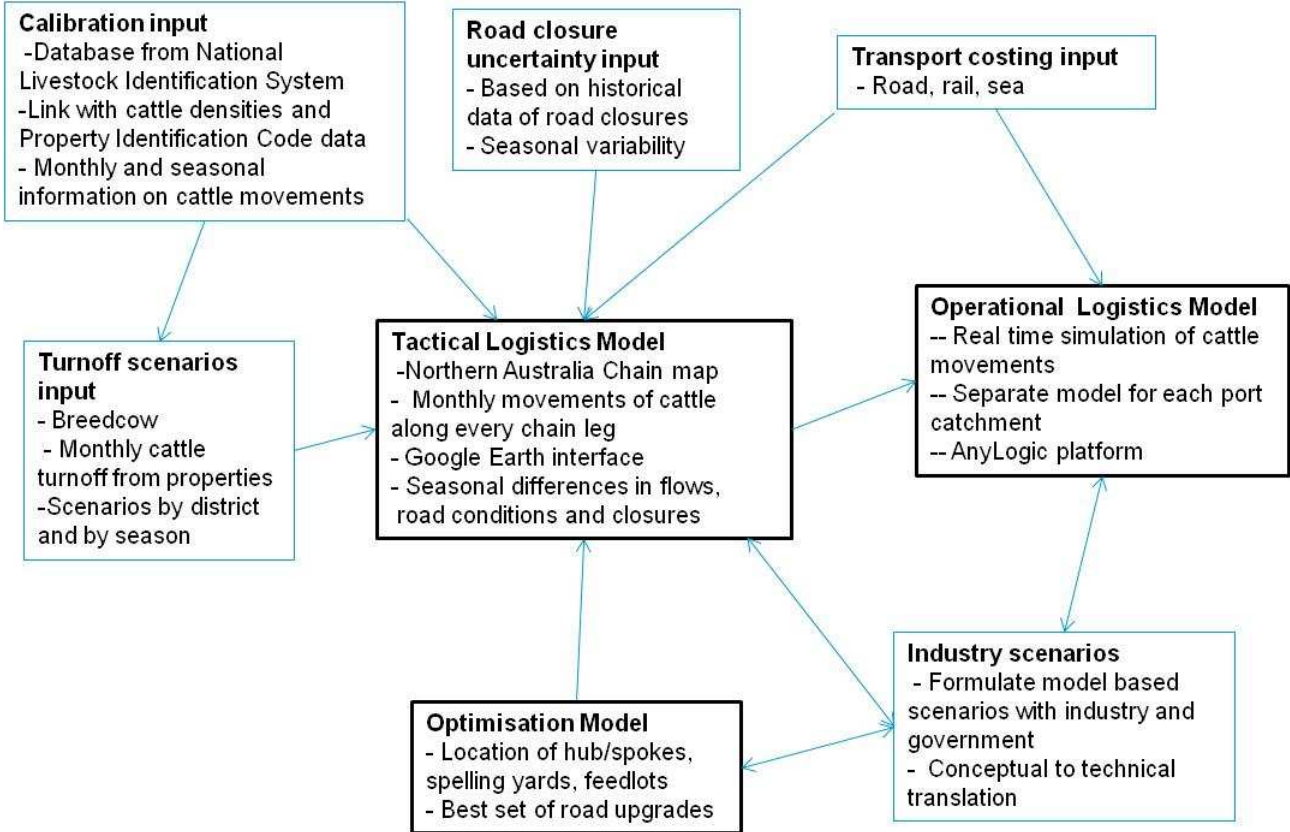 Calibration input
-Database from National
Livestock Identification System
-Link with cattle densities and
Property Identification Code data
- Monthly and seasonal
information on cattle movements
Road closure
uncertainty input
- Based on historical
data of road closures
- Seasonal variability
Transport costing input
- Road, rail, sea
Turnoff scenarios
input
- Breedcow
- Monthly cattle
turnoff from properties
-Scenarios by district
and by season
Tactical Logistics Model
-Northern Australia Chain map
- Monthly movements of cattle
along every chain leg
- Google Earth interface
- Seasonal differences in flows,
road conditions and closures
Operational Logistics Model
-- Real time simulation of cattle
movements
-- Separate model for each port
catchment
-- AnyLogic platform
Optimisation Model
- Location of hub/spokes,
spelling yards, feedlots
- Best set of road upgrades
Industry scenarios
- Formulate model based
scenarios with industry and
government
- Conceptual to technical
translation